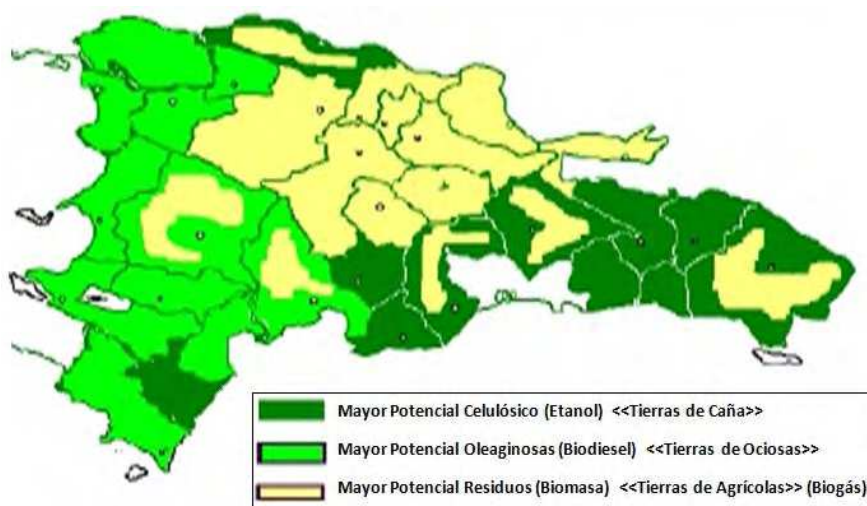 Mayor Potencial Celulósico (Etanol) <<Tierras de Caña>>
Mayor Potencial Oleaginosas (Biodiesel) <<Tierras de Ociosas>>
Mayor Potencial Residuos (Biomasa) <<Tierras de Agrícolas>> (Biogás)